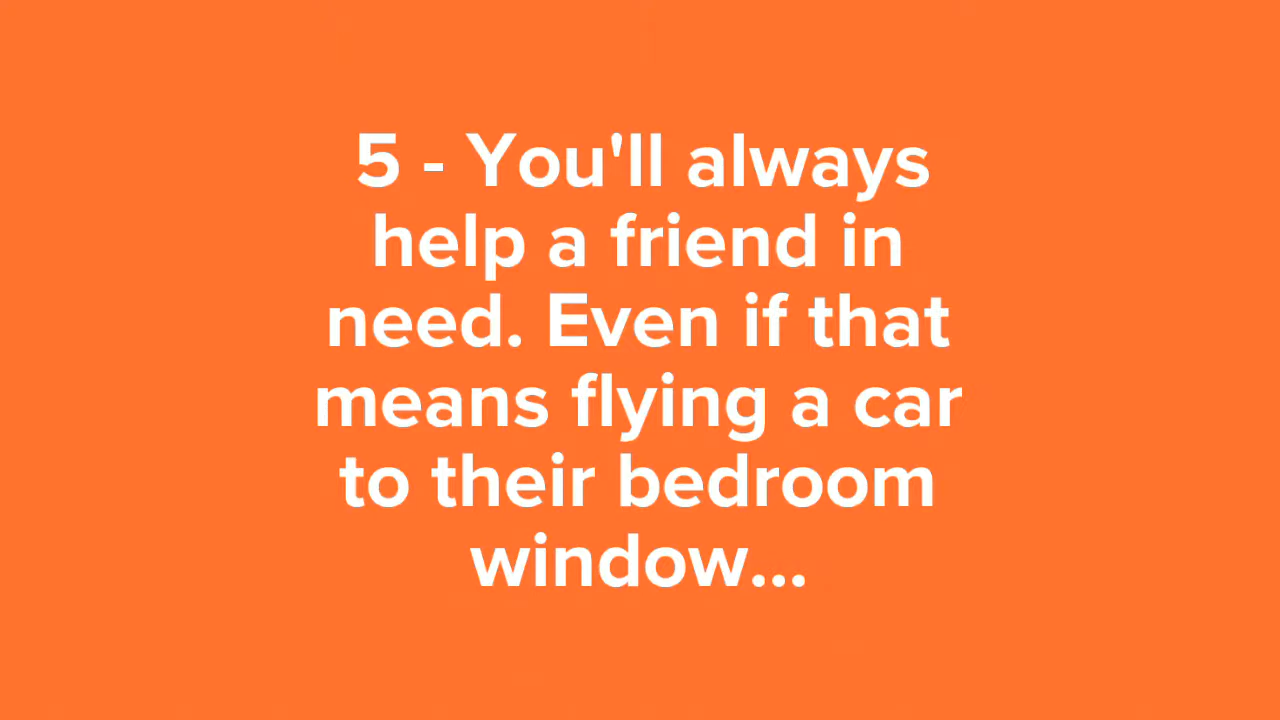 5 - You'll always
help a friend in
need. Even if that
means flying a car
to their bedroom
window...